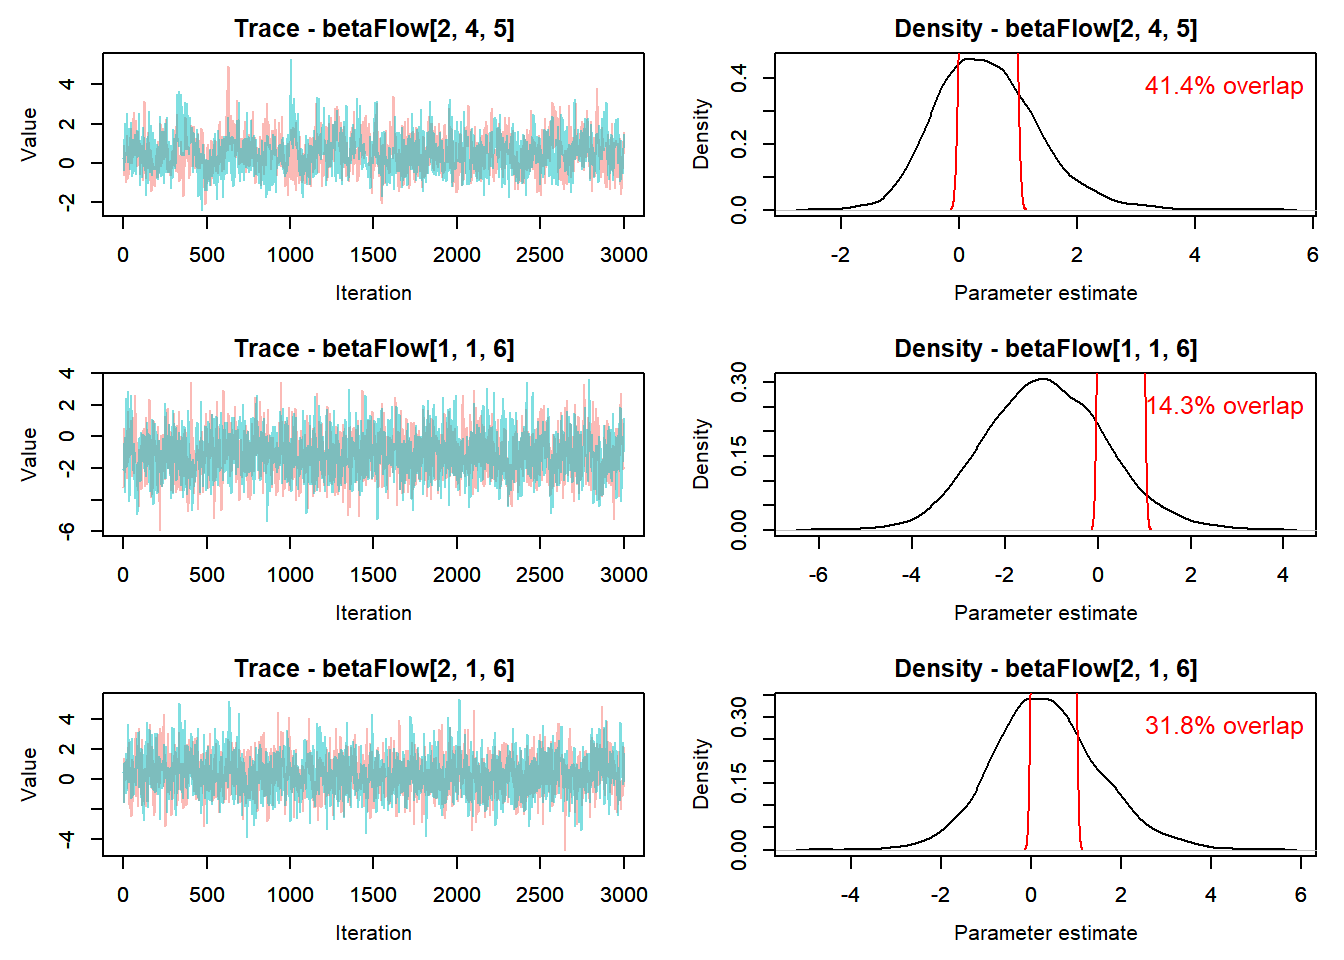 Trace - betaFlow[2, 4, 5]
Value
4
2
0
-2
0 500 1000 1500 2000 2500 3000
Iteration
Density - betaFlow[2, 4, 5]
Density
0.4
0.2
0.0
41.4% overlap
-2 0 2 4 6
Parameter estimate
Trace - betaFlow[1, 1, 6]
Value
4
2
0
-2
-6
0 500 1000 1500 2000 2500 3000
Iteration
Density - betaFlow[1, 1, 6]
Density
0.30
0.15
0.00
14.3% overlap
-6 -4 -2 0 2 4
Parameter estimate
Trace - betaFlow[2, 1, 6]
Value
4
2
0
-4
0 500 1000 1500 2000 2500 3000
Iteration
Density - betaFlow[2, 1, 6]
Density
0.30
0.15
0.00
31.8% overlap
-4 -2 0 2 4 6
Parameter estimate